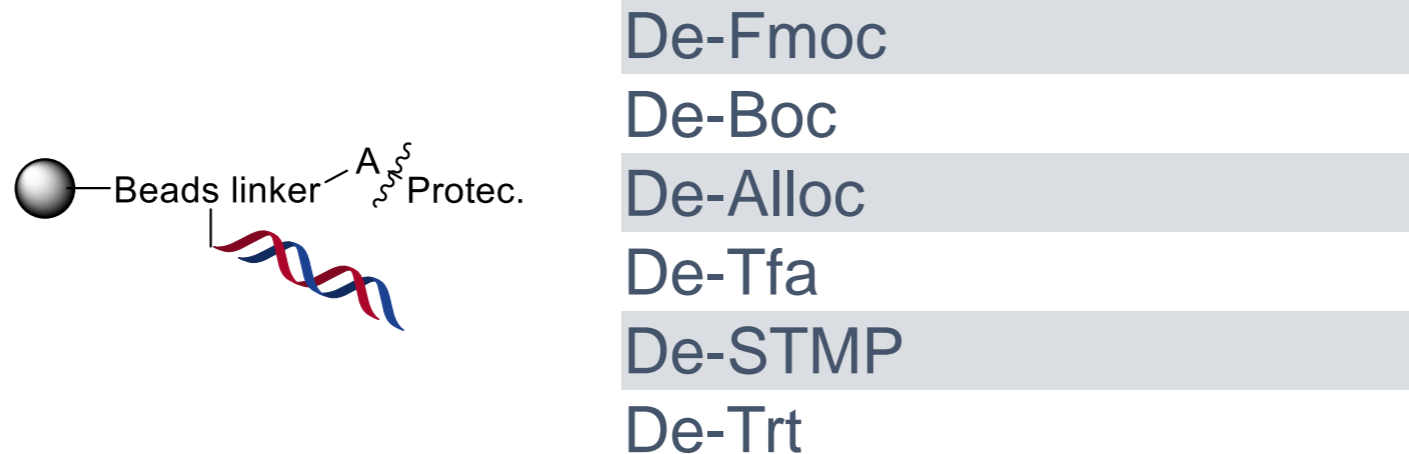 Beads linker
A
Protec.
De-Fmoc
De-Boc
De-Alloc
De-Tfa
De-STMP
De-Trt